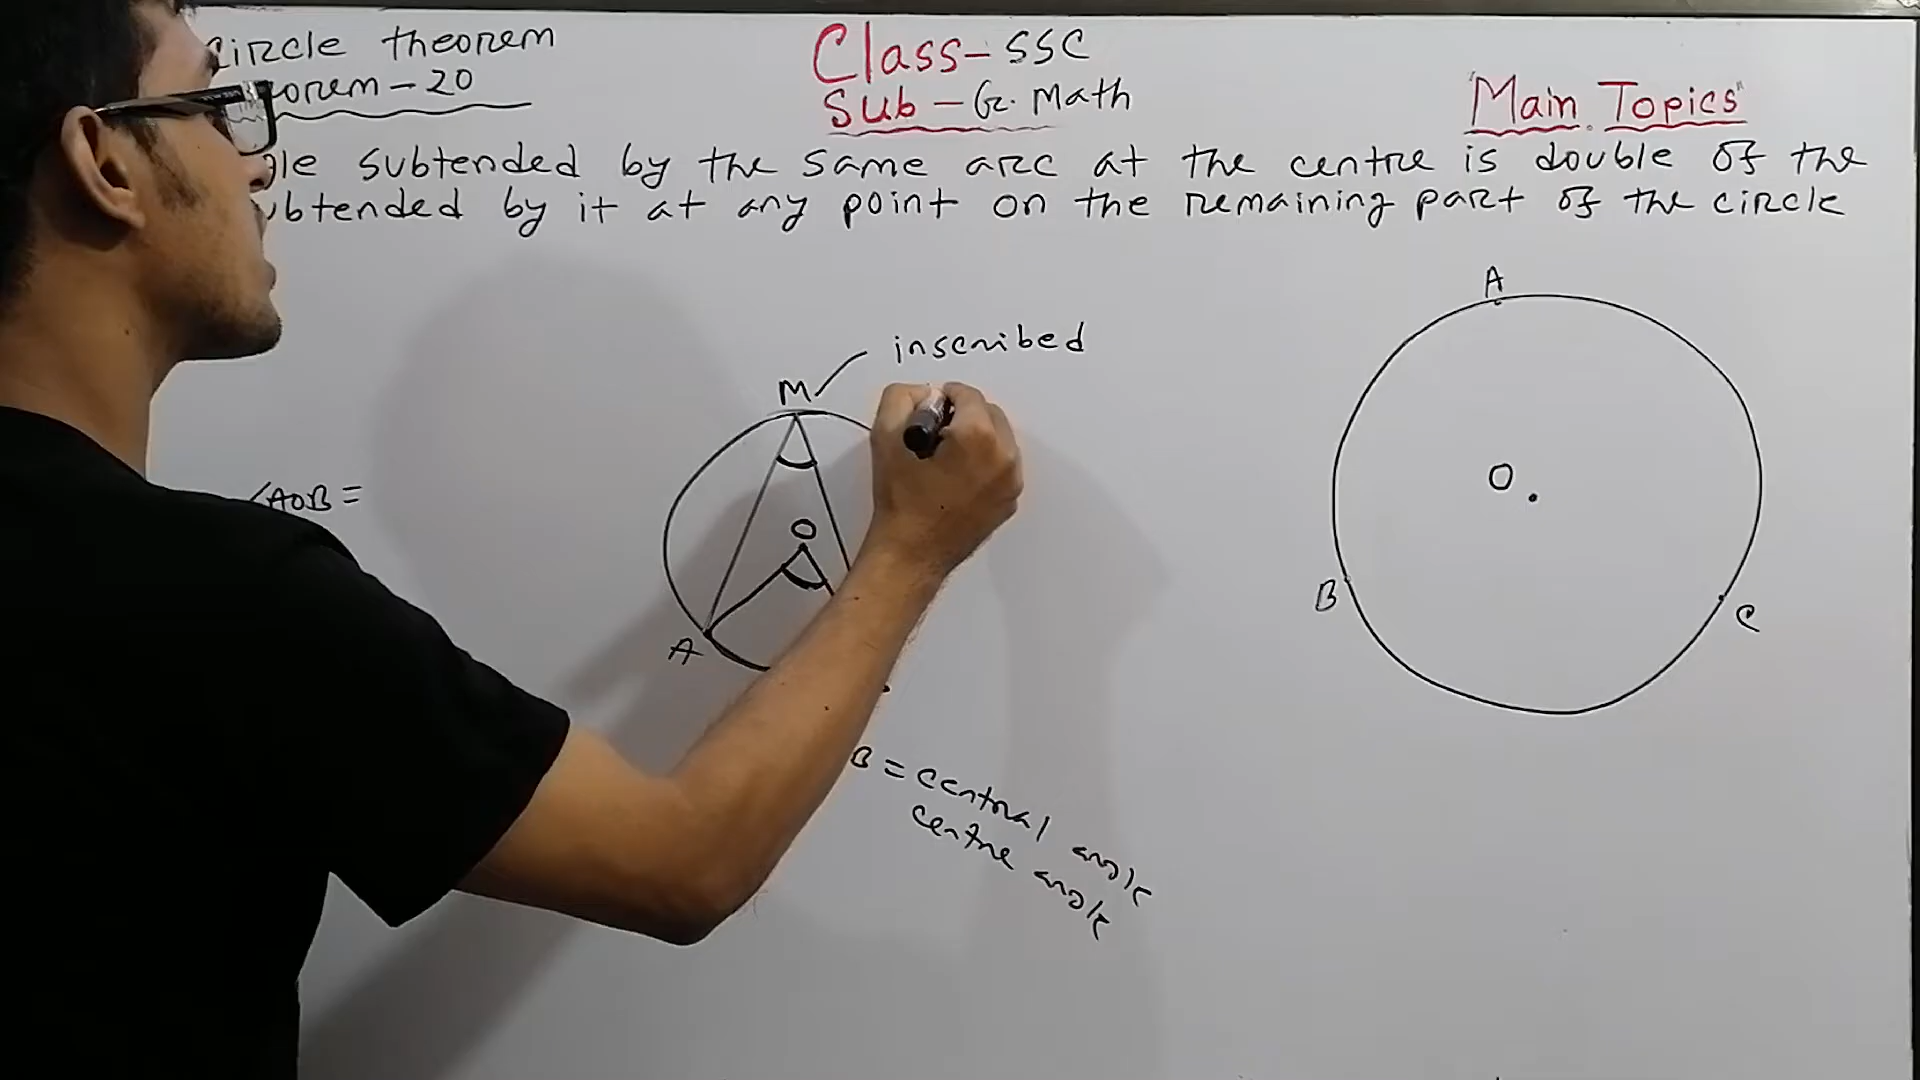 circle theorem
orem - 20
Class - SSC
Sub - G. Math
"Main Topics"
gle subtended by the same arc at the centre is double of the
ubtended by it at any point on the remaining part of the circle
inscribed
M
∠AOB =
O
A
B = central angle
centre angle
A
O
B
C